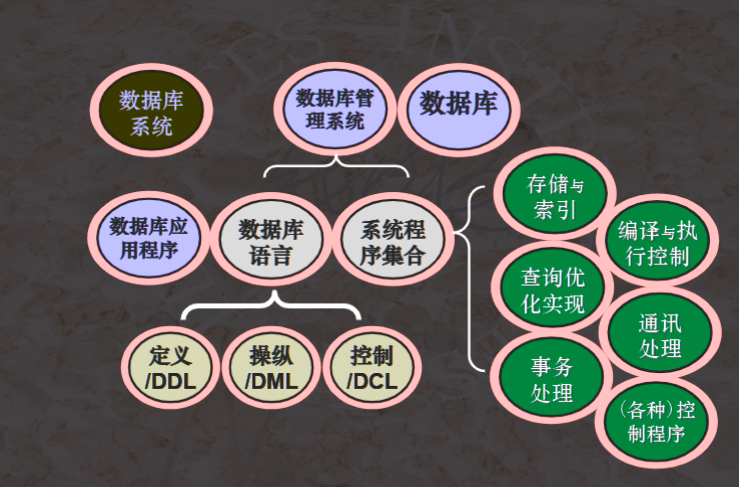 数据库
系统
数据库管
理系统
数据库
数据库应
用程序
数据库
语言
系统程
序集合
存储与
索引
编译与执
行控制
查询优
化实现
通讯
处理
事务
处理
(各种)控
制程序
定义
/DDL
操纵
/DML
控制
/DCL